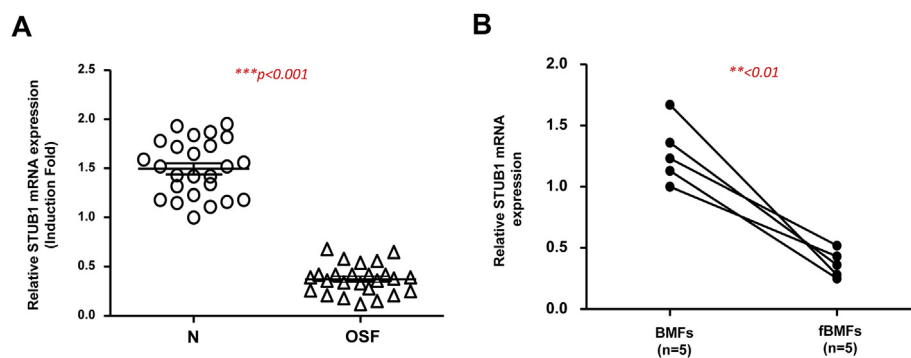 A
Relative STUB1 mRNA expression
(Induction Fold)
2.5
2.0
1.5
1.0
0.5
0.0
***p<0.001
N
OSF
B
Relative STUB1 mRNA
expression
2.0
1.5
1.0
0.5
0.0
**<0.01
BMFs
(n=5)
fBMFs
(n=5)